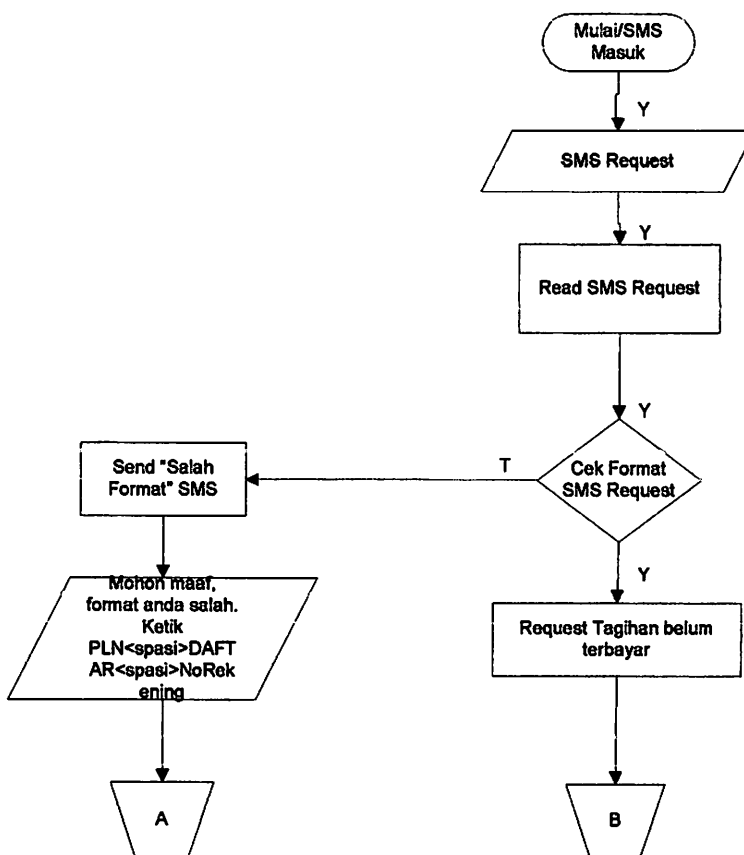 Mulai/SMS
Masuk
Y
SMS Request
Y
Read SMS Request
Y
Cek Format
SMS Request
T
Send "Salah
Format" SMS
Mohon maaf,
format anda salah.
Ketik
PLN<spasi>DAFT
AR<spasi>NoRek
ening
Y
Request Tagihan belum
terbayar
A
B